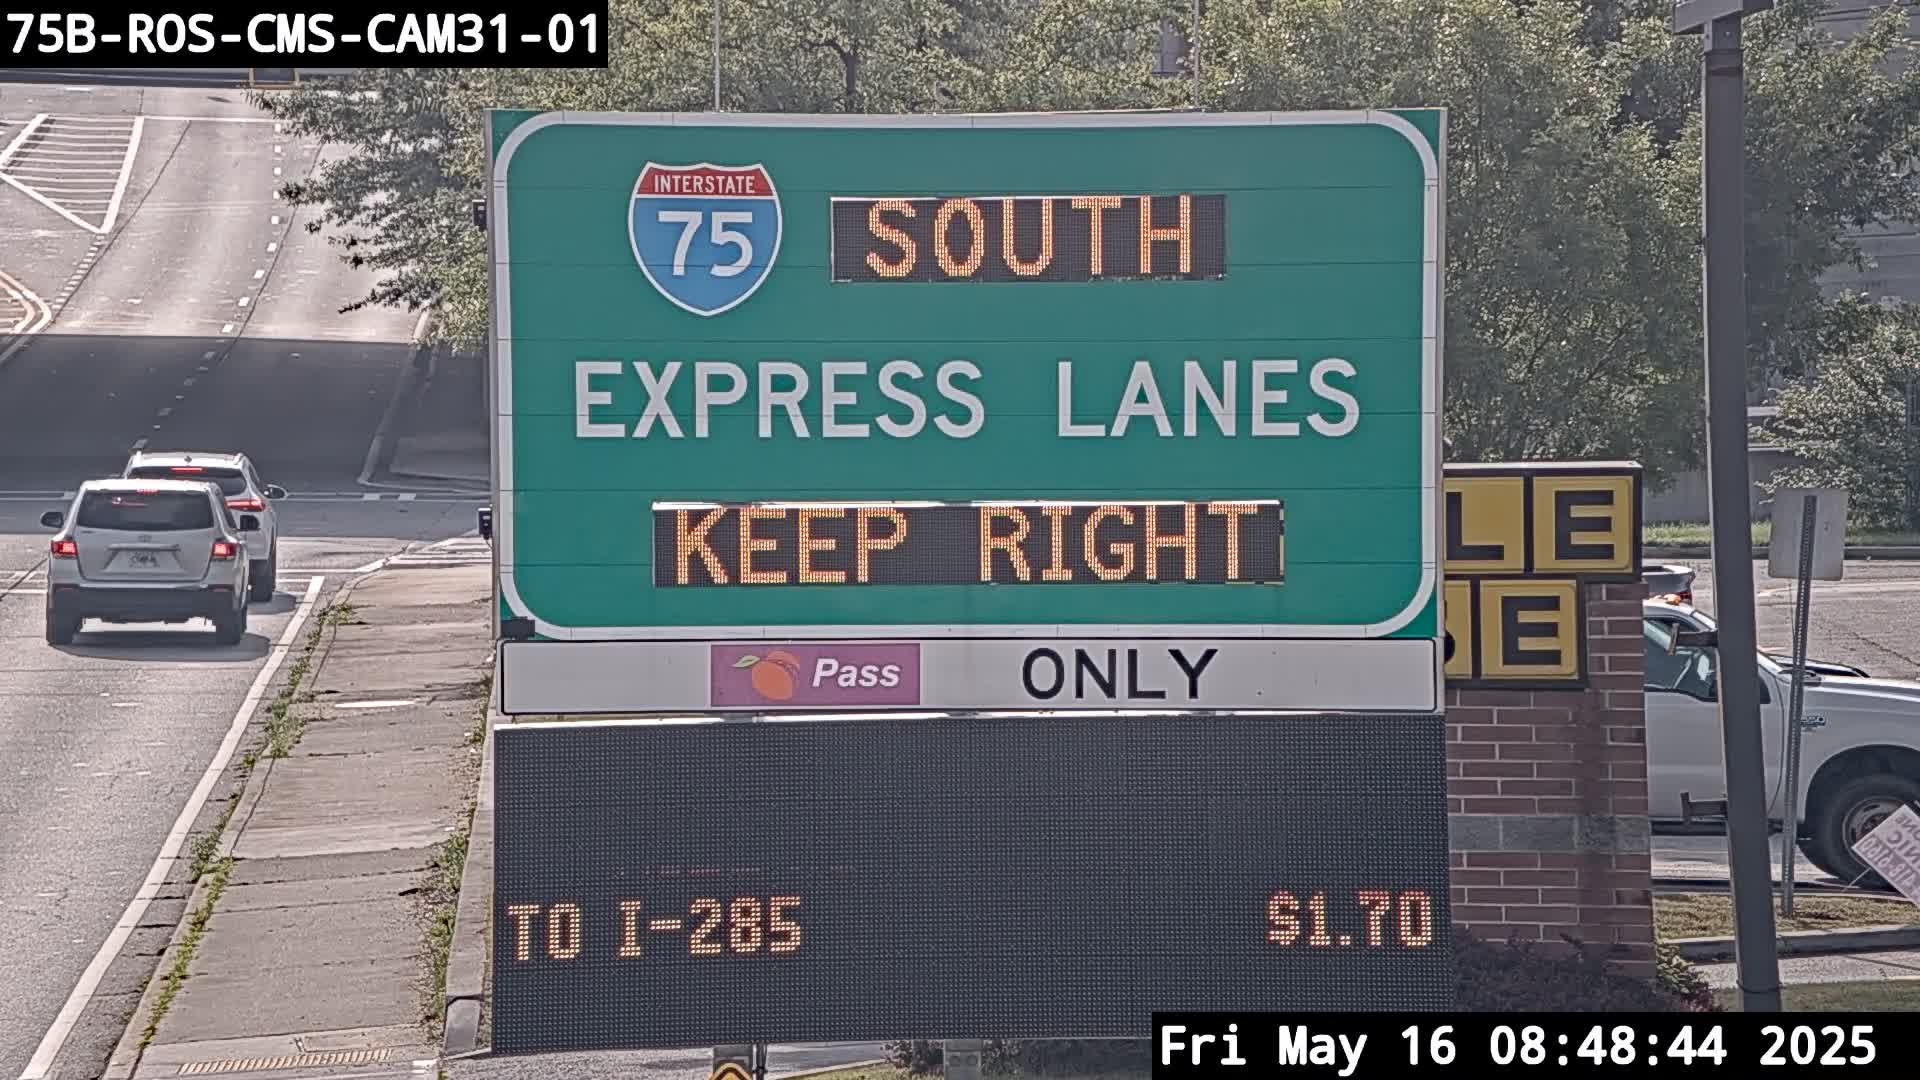 75B-ROS-CMS-CAM31-01
INTERSTATE
75
SOUTH
EXPRESS LANES
KEEP RIGHT
Pass ONLY
TO I-285 $1.70
LE
E
Fri May 16 08:48:44 2025